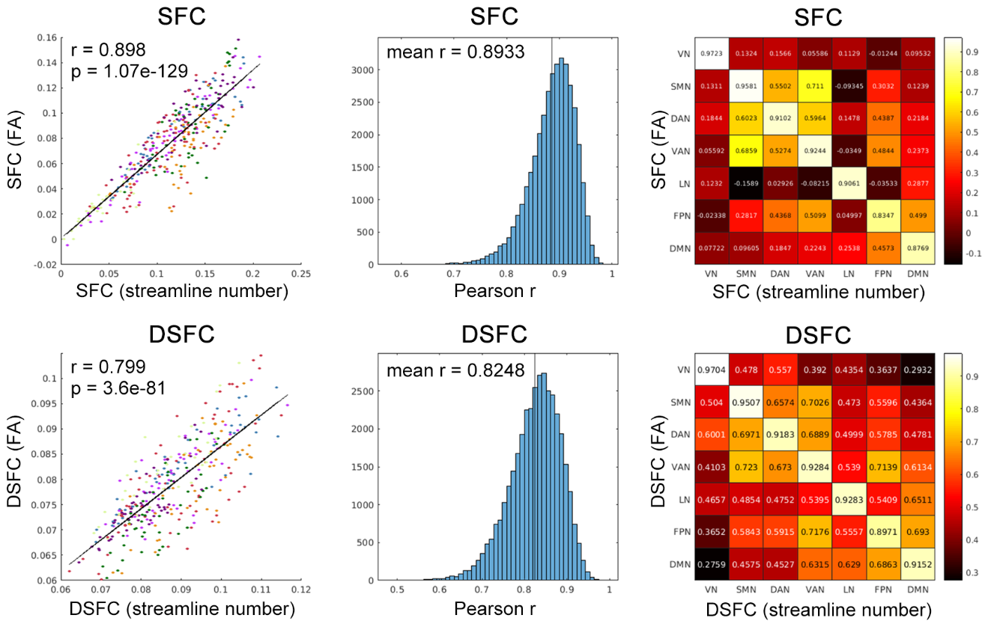 SFC
r = 0.898
p = 1.07e-129
0.16
0.14
0.12
0.1
0.08
0.06
0.04
0.02
0
-0.02
0
0.05
0.1
0.15
0.2
0.25
SFC (FA)
SFC (streamline number)
SFC
mean r = 0.8933
3000
2500
2000
1500
1000
500
0
0.6
0.7
0.8
0.9
1
Pearson r
SFC
VN 0.9723 0.1324 0.1566 0.05586 0.1129 -0.01244 0.09532
SMN 0.1311 0.9581 0.5502 0.711 -0.09345 0.3032 0.1239
DAN 0.1844 0.6023 0.9102 0.5964 0.1478 0.4387 0.2184
VAN 0.05592 0.6859 0.5274 0.9244 -0.0349 0.4844 0.2373
LN 0.1232 -0.1589 0.02926 -0.08215 0.9061 -0.03533 0.2877
FPN -0.02338 0.2817 0.4368 0.5099 0.04997 0.8347 0.499
DMN 0.07722 0.09605 0.1847 0.2243 0.2538 0.4573 0.8769
VN SMN DAN VAN LN FPN DMN
SFC (FA)
SFC (streamline number)
0.9
0.8
0.7
0.6
0.5
0.4
0.3
0.2
0.1
0
-0.1
DSFC
r = 0.799
p = 3.6e-81
0.1
0.095
0.09
0.085
0.08
0.075
0.07
0.065
0.06
0.06
0.07
0.08
0.09
0.1
0.11
0.12
DSFC (FA)
DSFC (streamline number)
DSFC
mean r = 0.8248
2500
2000
1500
1000
500
0
0.5
0.6
0.7
0.8
0.9
1
Pearson r
DSFC
VN 0.9704 0.478 0.557 0.392 0.4354 0.3637 0.2932
SMN 0.504 0.9507 0.6574 0.7026 0.473 0.5596 0.4364
DAN 0.6001 0.6971 0.9183 0.6889 0.4999 0.5785 0.4781
VAN 0.4103 0.723 0.673 0.9284 0.539 0.7139 0.6134
LN 0.4657 0.4854 0.4752 0.5395 0.9283 0.5409 0.6511
FPN 0.3652 0.5843 0.5915 0.7176 0.5557 0.8971 0.693
DMN 0.2759 0.4575 0.4527 0.6315 0.629 0.6863 0.9152
VN SMN DAN VAN LN FPN DMN
DSFC (FA)
DSFC (streamline number)
0.9
0.8
0.7
0.6
0.5
0.4
0.3